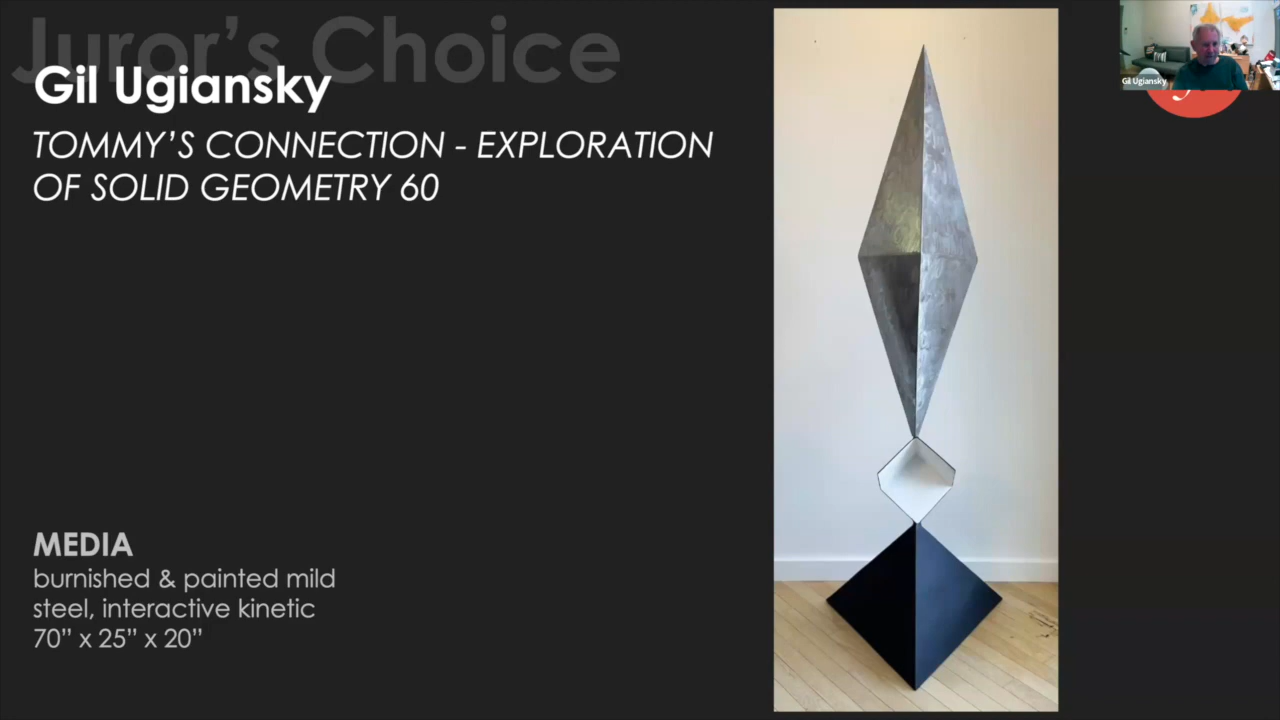 Juror’s Choice
Gil Ugiansky
TOMMY’S CONNECTION - EXPLORATION
OF SOLID GEOMETRY 60
MEDIA
burnished & painted mild
steel, interactive kinetic
70” x 25” x 20”
Gil Ugiansky